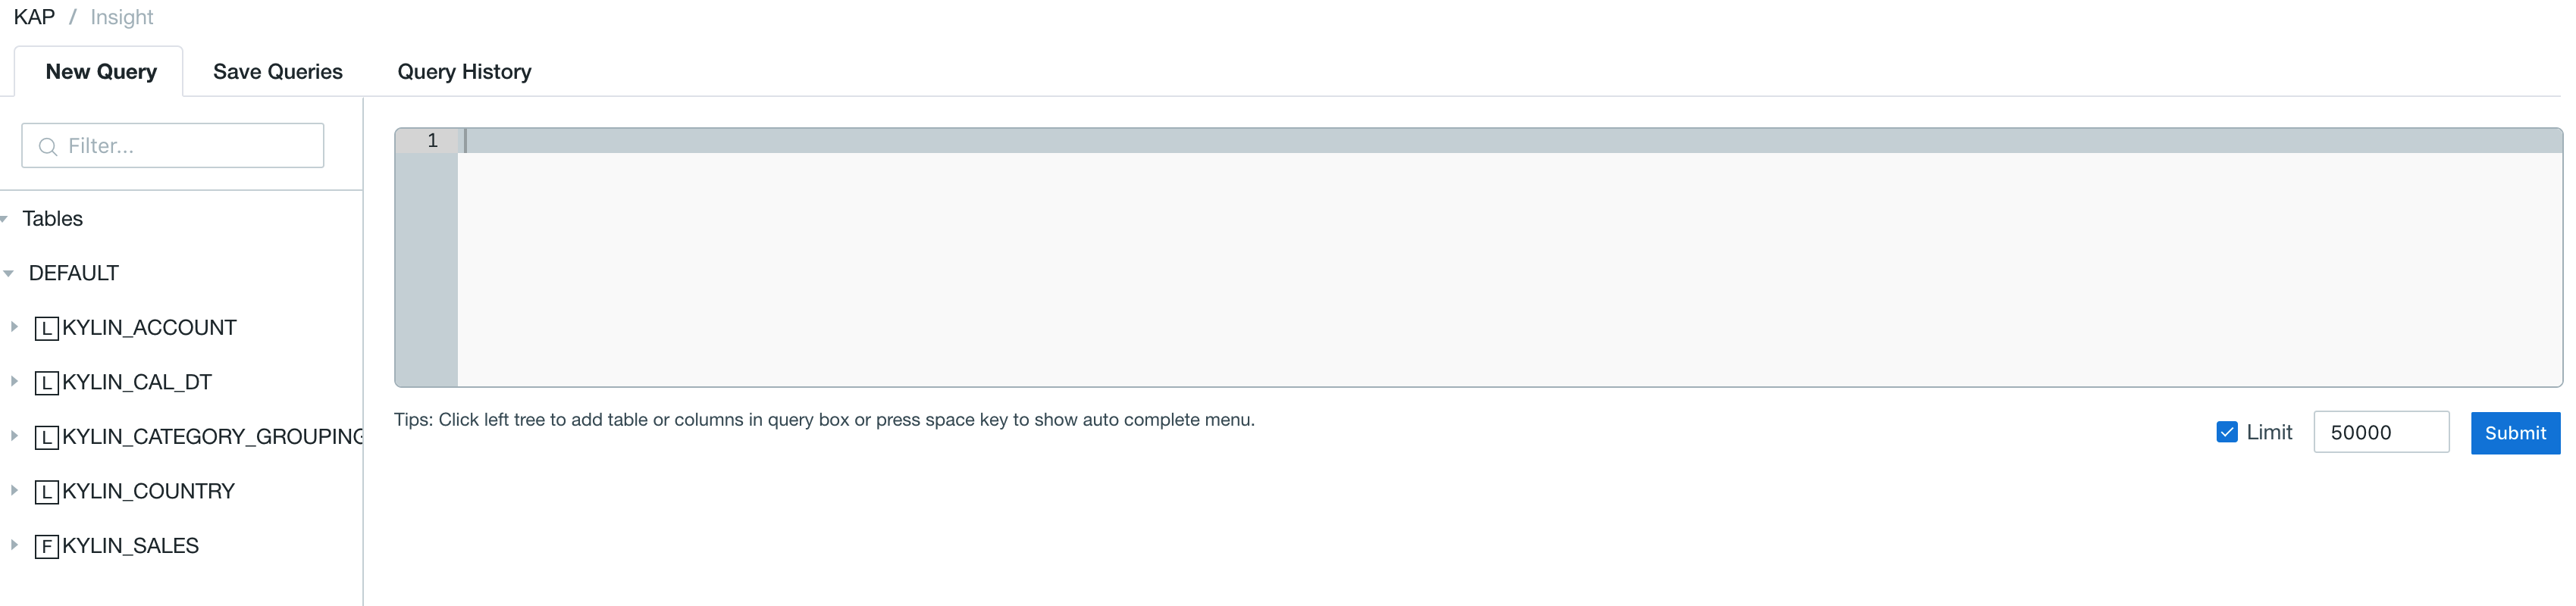 KAP / Insight
New Query Save Queries Query History
Filter...
1
Tables
DEFAULT
L KYLIN_ACCOUNT
L KYLIN_CAL_DT
L KYLIN_CATEGORY_GROUPING
L KYLIN_COUNTRY
F KYLIN_SALES
Tips: Click left tree to add table or columns in query box or press space key to show auto complete menu.
Limit 50000 Submit